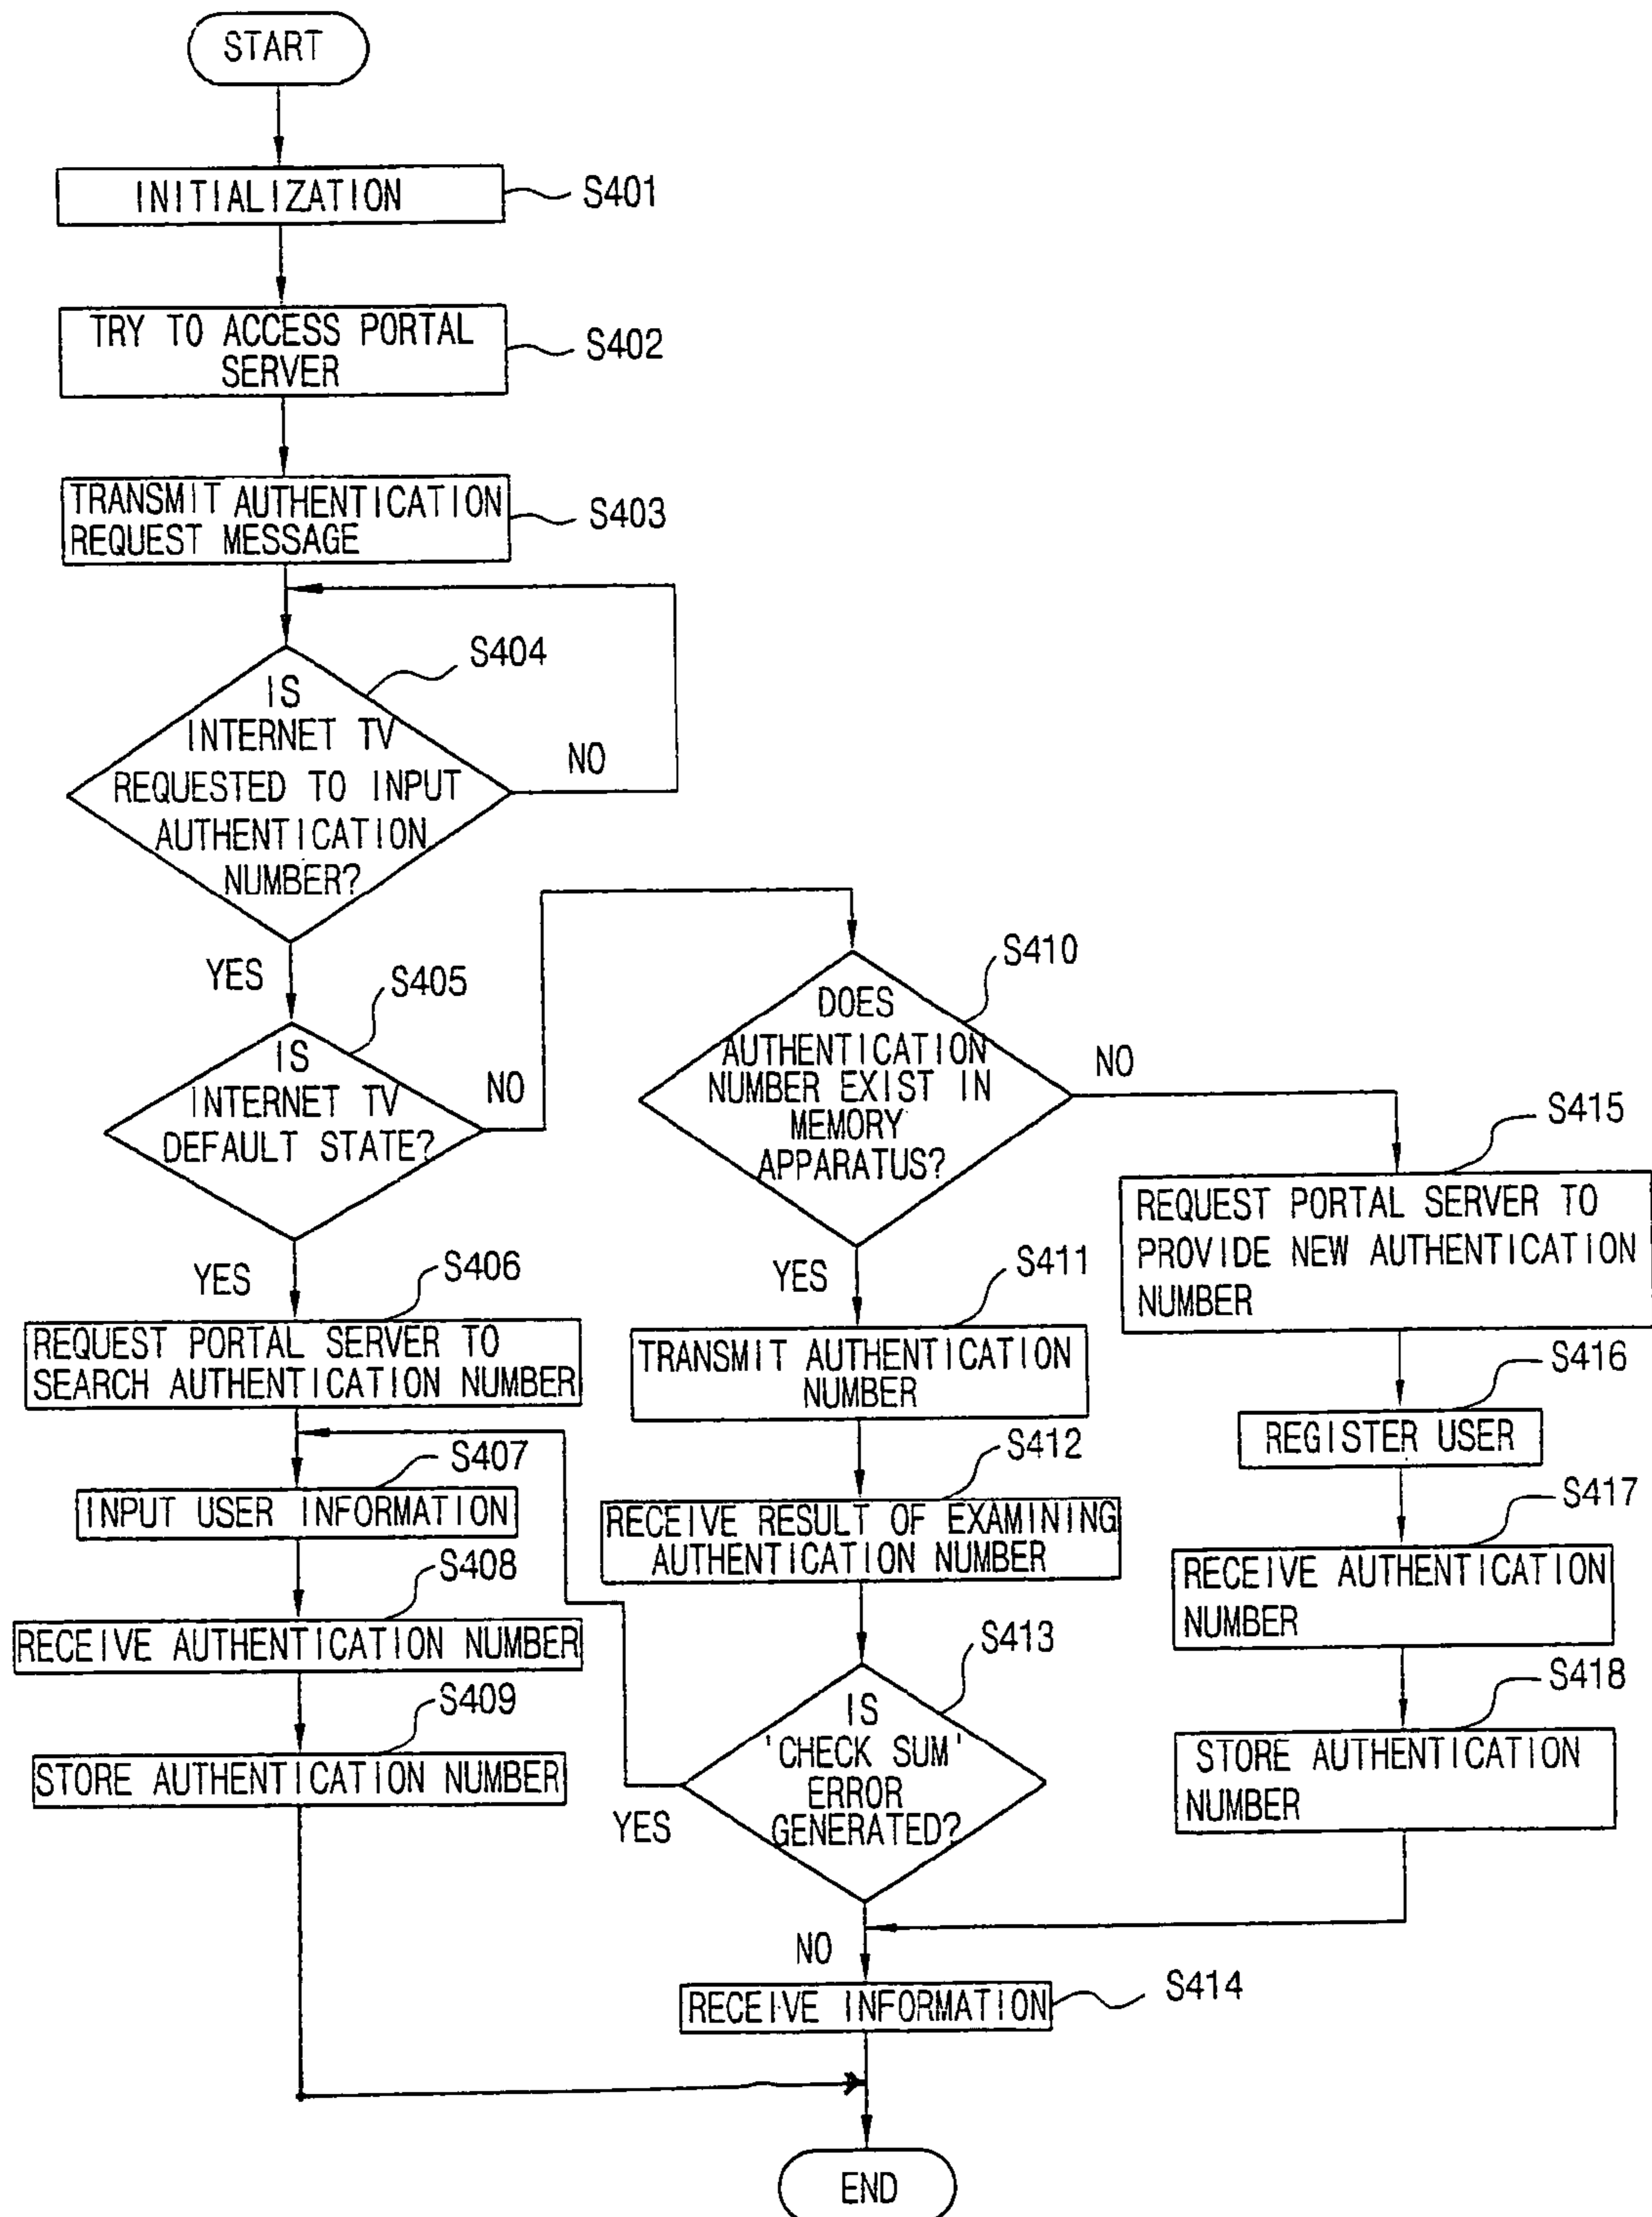 START
INITIALIZATION
S401
TRY TO ACCESS PORTAL
SERVER
S402
TRANSMIT AUTHENTICATION
REQUEST MESSAGE
S403
S404
IS
INTERNET TV
REQUESTED TO INPUT
AUTHENTICATION
NUMBER?
NO
YES
S405
IS
INTERNET TV
DEFAULT STATE?
NO
YES
S406
REQUEST PORTAL SERVER TO
SEARCH AUTHENTICATION NUMBER
S407
INPUT USER INFORMATION
S408
RECEIVE AUTHENTICATION NUMBER
S409
STORE AUTHENTICATION NUMBER
S410
DOES
AUTHENTICATION
NUMBER EXIST IN
MEMORY
APPARATUS?
NO
YES
S411
TRANSMIT AUTHENTICATION
NUMBER
S412
RECEIVE RESULT OF EXAMINING
AUTHENTICATION NUMBER
S413
IS
'CHECK SUM'
ERROR
GENERATED?
YES
NO
S415
REQUEST PORTAL SERVER TO
PROVIDE NEW AUTHENTICATION
NUMBER
S416
REGISTER USER
S417
RECEIVE AUTHENTICATION
NUMBER
S418
STORE AUTHENTICATION
NUMBER
RECEIVE INFORMATION
S414
END